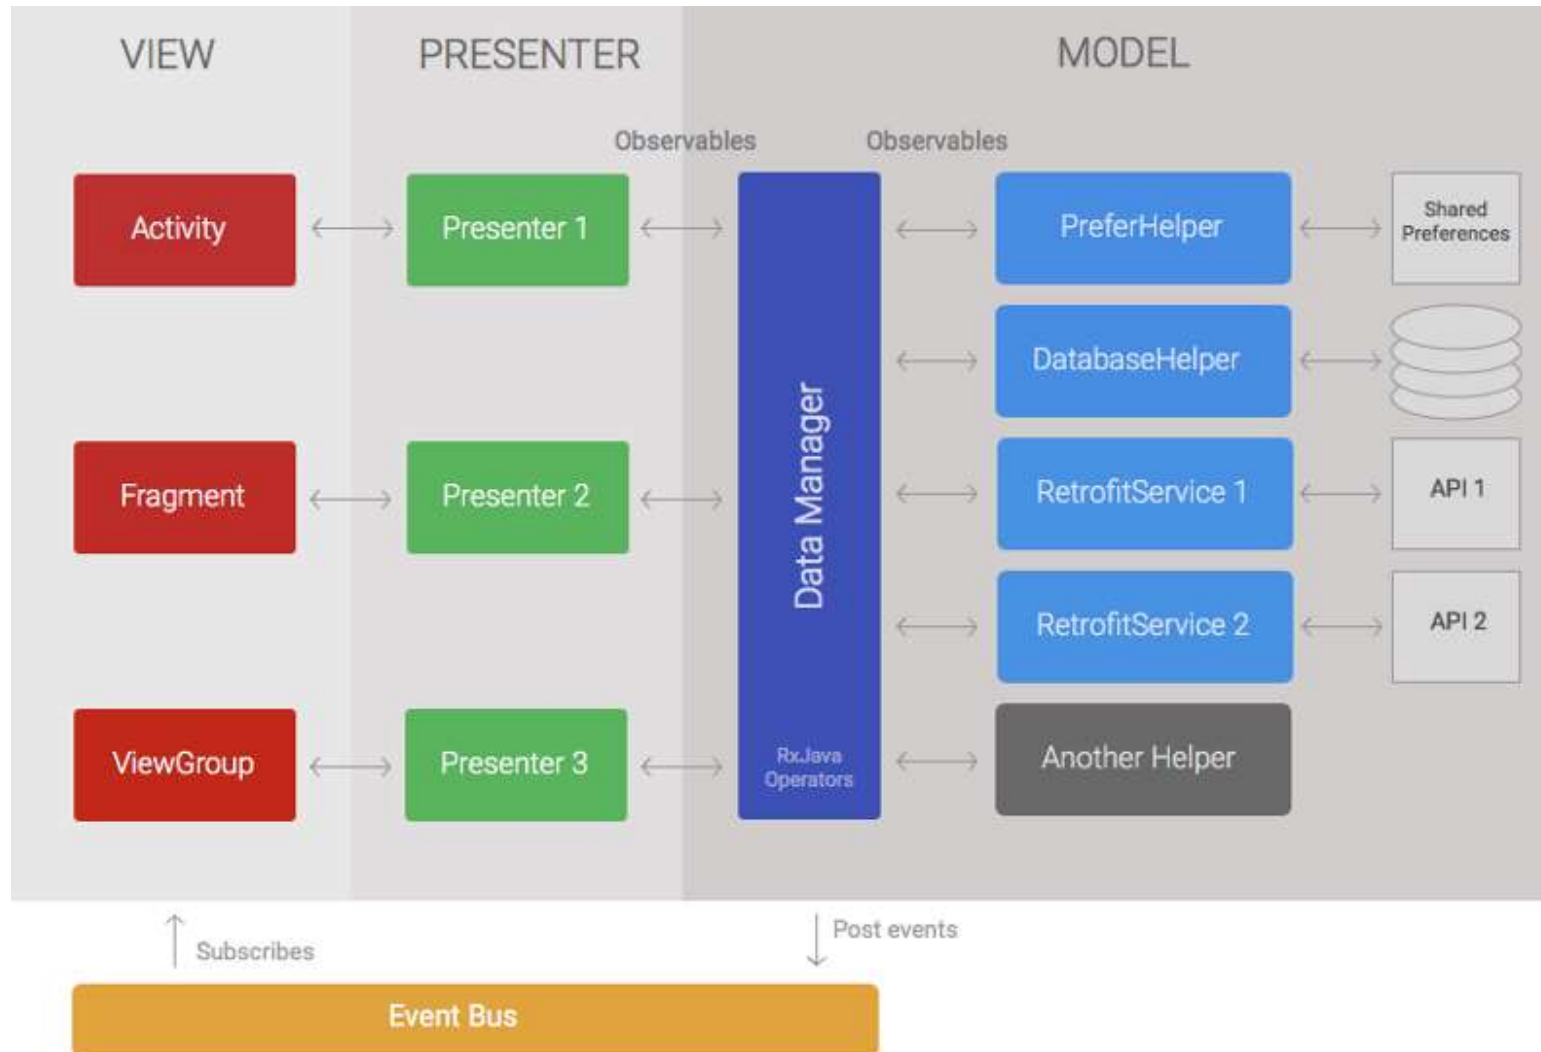 VIEW
PRESENTER
MODEL
Observables
Observables
Activity
Presenter 1
PreferHelper
Shared
Preferences
DatabaseHelper
Data Manager
Fragment
Presenter 2
RetrofitService 1
API 1
RetrofitService 2
API 2
ViewGroup
Presenter 3
RxJava
Operators
Another Helper
Subscribes
Post events
Event Bus